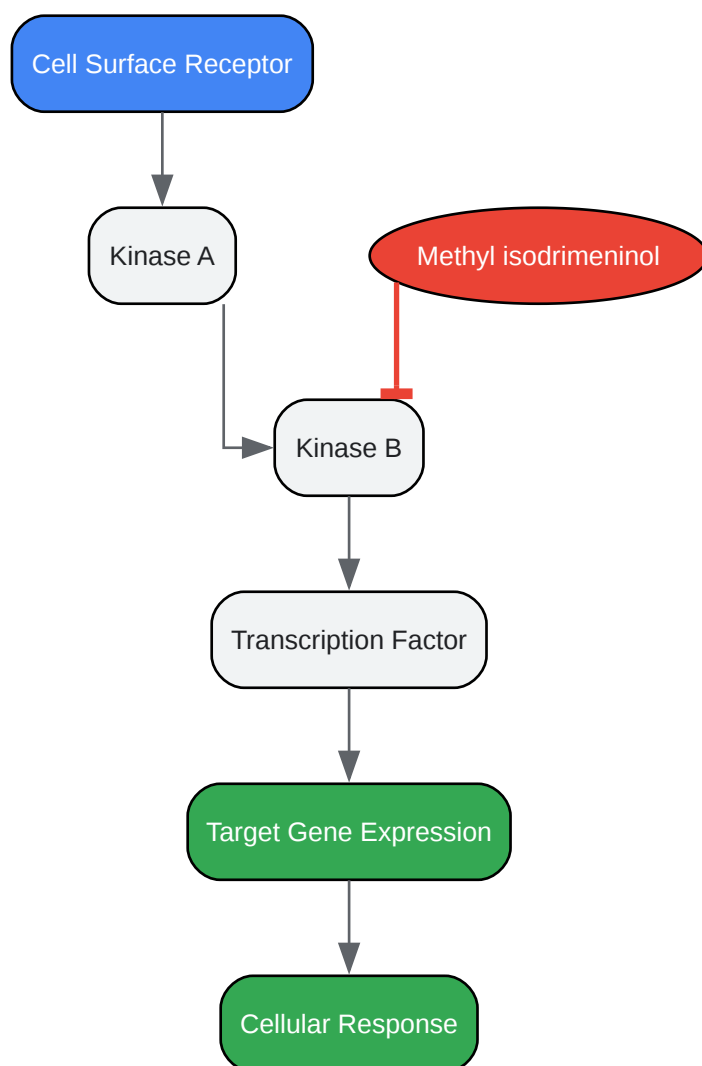 Cell Surface Receptor
Kinase A
Methyl isodrimeninol
Kinase B
Transcription Factor
Target Gene Expression
Cellular Response